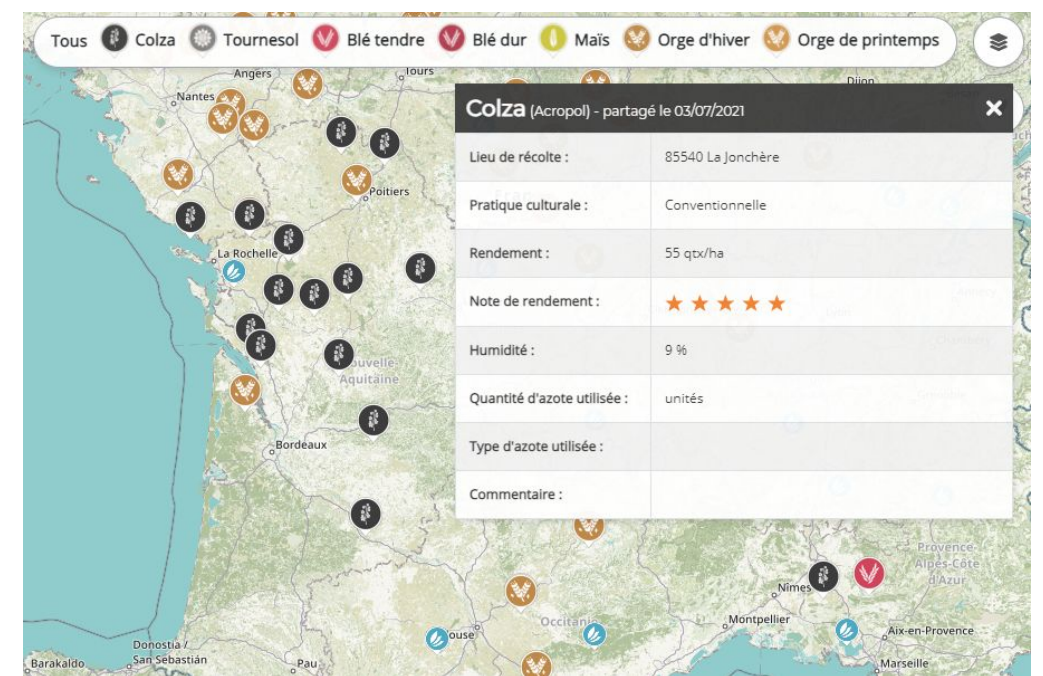 Tous Colza Tournesol Blé tendre Blé dur Maïs Orge d'hiver Orge de printemps
Angers
Tours
Dijon
Nantes
Colza (Acropol) - partagé le 03/07/2021
Lieu de récolte : 85540 La Jonchère
Pratique culturale : Conventionnelle
Poitiers
Rendement : 55 qtx/ha
La Rochelle
Note de rendement :
Humidité : 9 %
Nouvelle-
Aquitaine
Quantité d'azote utilisée : unités
Type d'azote utilisée :
Bordeaux
Commentaire :
Provence-
Alpes-Côte
d'Azur
Nîmes
Occitanie
Montpellier
ouse
Aix-en-Provence
Donostia /
San Sebastián
Barakaldo
Pau
Marseille